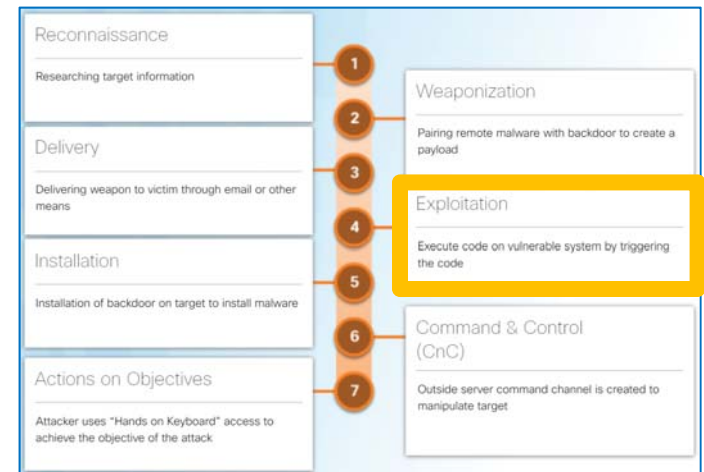 Reconnaissance
Researching target information
1
Weaponization
Pairing remote malware with backdoor to create a
payload
2
Delivery
Delivering weapon to victim through email or other
means
3
Exploitation
Execute code on vulnerable system by triggering
the code
4
Installation
Installation of backdoor on target to install malware
5
Command & Control
(CnC)
Outside server command channel is created to
manipulate target
6
Actions on Objectives
Attacker uses "Hands on Keyboard" access to
achieve the objective of the attack
7